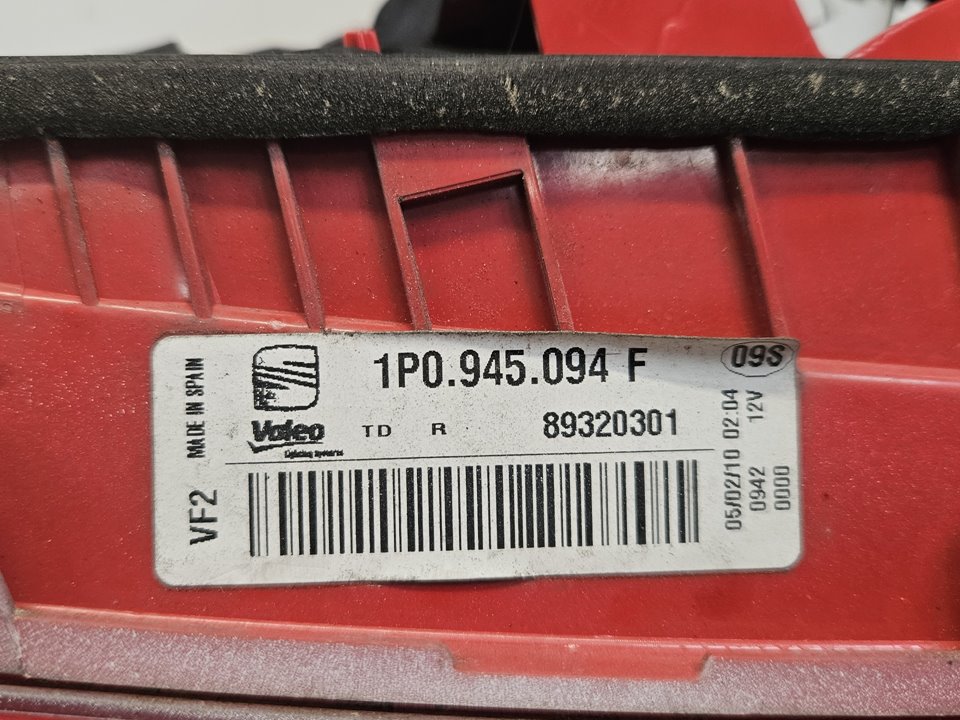 1P0.945.094 F
09S
MADE IN SPAIN
Valeo
Lighting Systems
TD R
89320301
VF2
05/02/10 02:04
0942 12V
0000